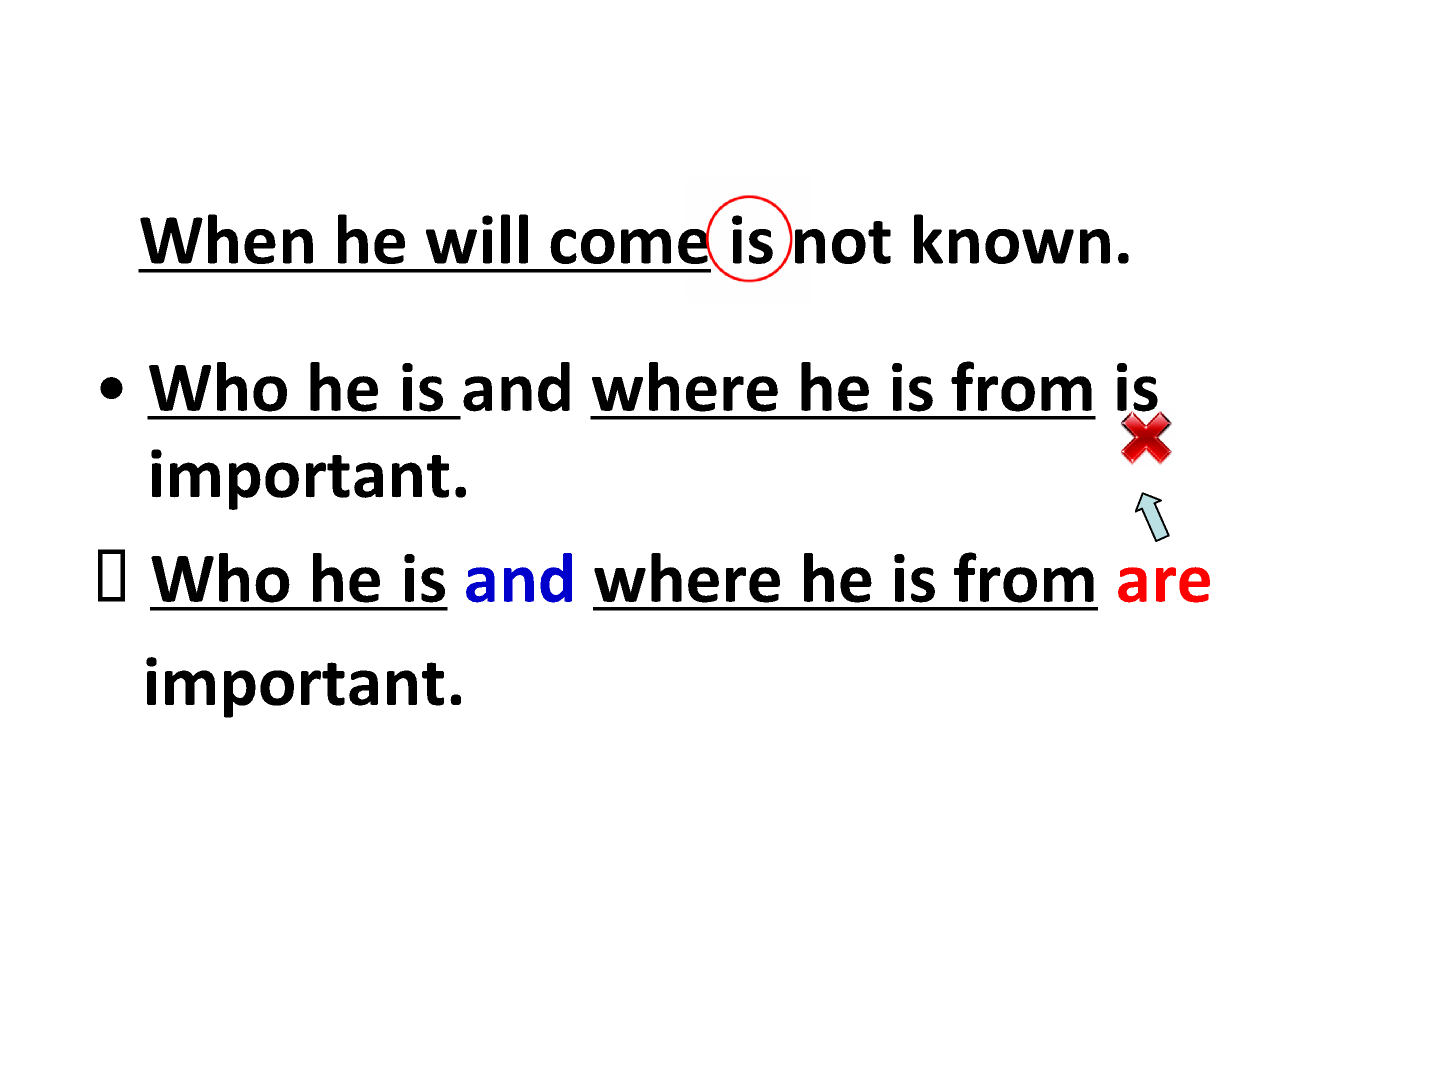 When he will come is not known.
• Who he is and where he is from is
important.
Who he is and where he is from are
important.